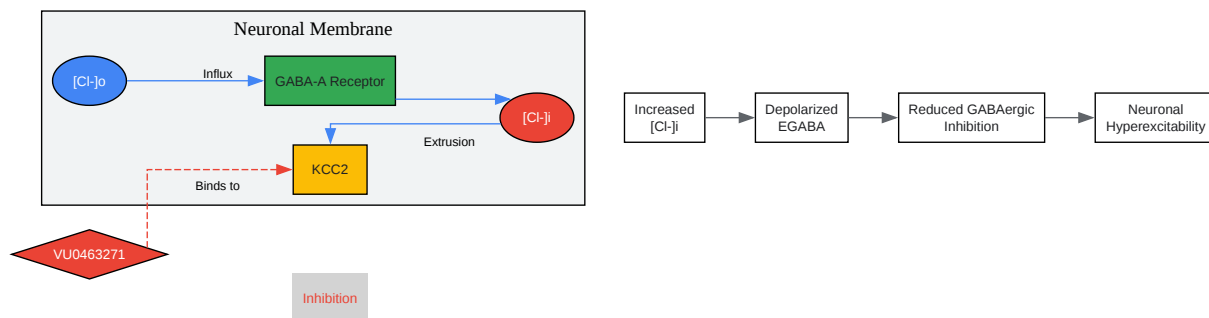 Neuronal Membrane
[Cl-]o
Influx
GABA-A Receptor
[Cl-]i
Extrusion
KCC2
Binds to
VU0463271
Inhibition
Increased
[Cl-]i
Depolarized
EGABA
Reduced GABAergic
Inhibition
Neuronal
Hyperexcitability